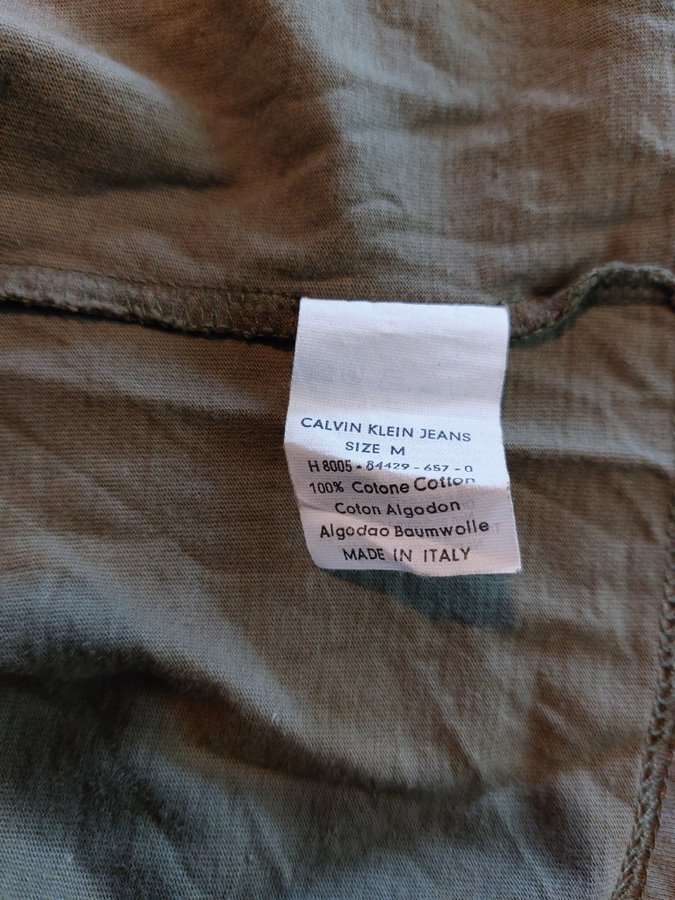 CALVIN KLEIN JEANS
SIZE M
H 8005 - 84429 - 657 - 0
100% Cotone Cotton
Coton Algodon
Algodao Baumwolle
MADE IN ITALY